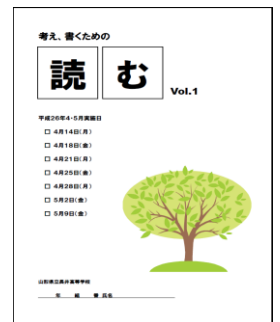 考え、書くための
読む
Vol.1
平成26年4・5月実施日
□ 4月14日(月)
□ 4月18日(金)
□ 4月21日(月)
□ 4月25日(金)
□ 4月28日(月)
□ 5月2日(金)
□ 5月9日(金)
山形県立長井高等学校
年 組 番 氏名